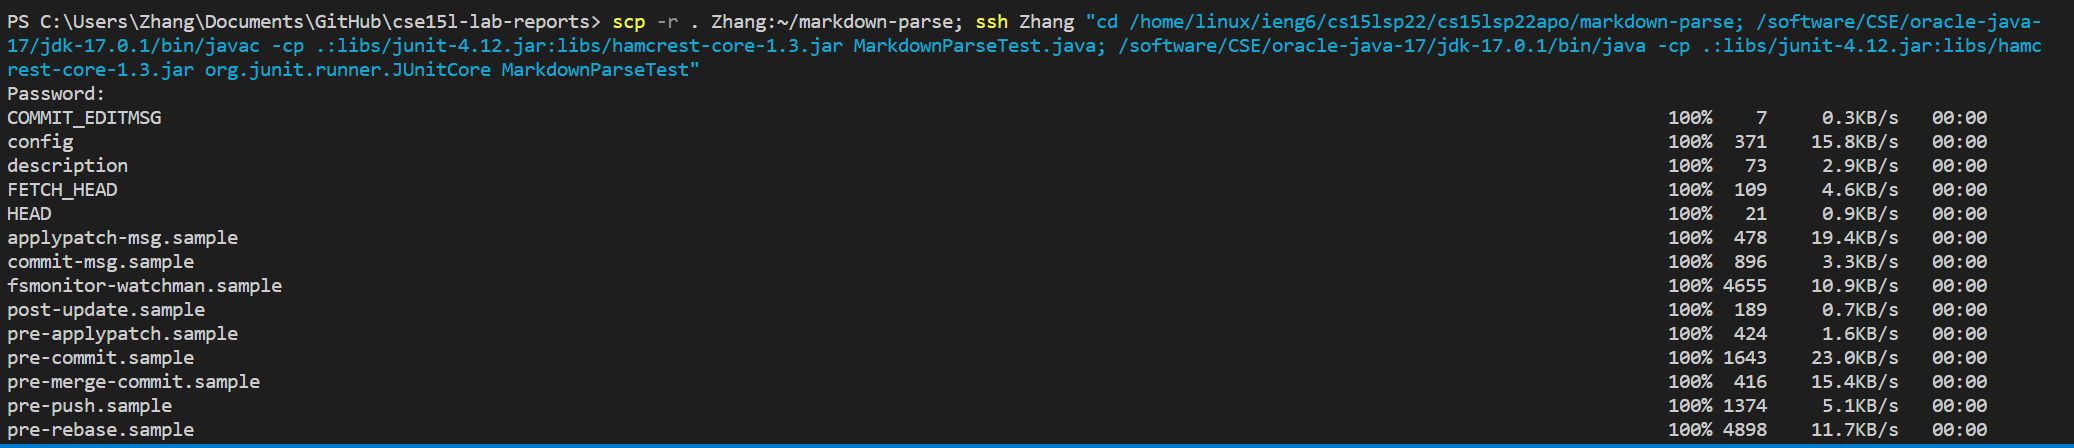 PS C:\Users\Zhang\Documents\GitHub\cse15l-lab-reports> scp -r . Zhang:~/markdown-parse; ssh Zhang "cd /home/linux/ieng6/cs15lsp22/cs15lsp22apo/markdown-parse; /software/CSE/oracle-java-
17/jdk-17.0.1/bin/javac -cp .:libs/junit-4.12.jar:libs/hamcrest-core-1.3.jar MarkdownParseTest.java; /software/CSE/oracle-java-17/jdk-17.0.1/bin/java -cp .:libs/junit-4.12.jar:libs/hamc
rest-core-1.3.jar org.junit.runner.JUnitCore MarkdownParseTest"
Password:
COMMIT_EDITMSG 100% 7 0.3KB/s 00:00
config 100% 371 15.8KB/s 00:00
description 100% 73 2.9KB/s 00:00
FETCH_HEAD 100% 109 4.6KB/s 00:00
HEAD 100% 21 0.9KB/s 00:00
applypatch-msg.sample 100% 478 19.4KB/s 00:00
commit-msg.sample 100% 896 3.3KB/s 00:00
fsmonitor-watchman.sample 100% 4655 10.9KB/s 00:00
post-update.sample 100% 189 0.7KB/s 00:00
pre-applypatch.sample 100% 424 1.6KB/s 00:00
pre-commit.sample 100% 1643 23.0KB/s 00:00
pre-merge-commit.sample 100% 416 15.4KB/s 00:00
pre-push.sample 100% 1374 5.1KB/s 00:00
pre-rebase.sample 100% 4898 11.7KB/s 00:00